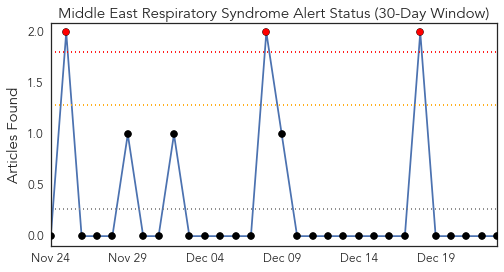 Middle East Respiratory Syndrome Alert Status (30-Day Window)
Articles Found
2.0
1.5
1.0
0.5
0.0
Nov 24 Nov 29 Dec 04 Dec 09 Dec 14 Dec 19